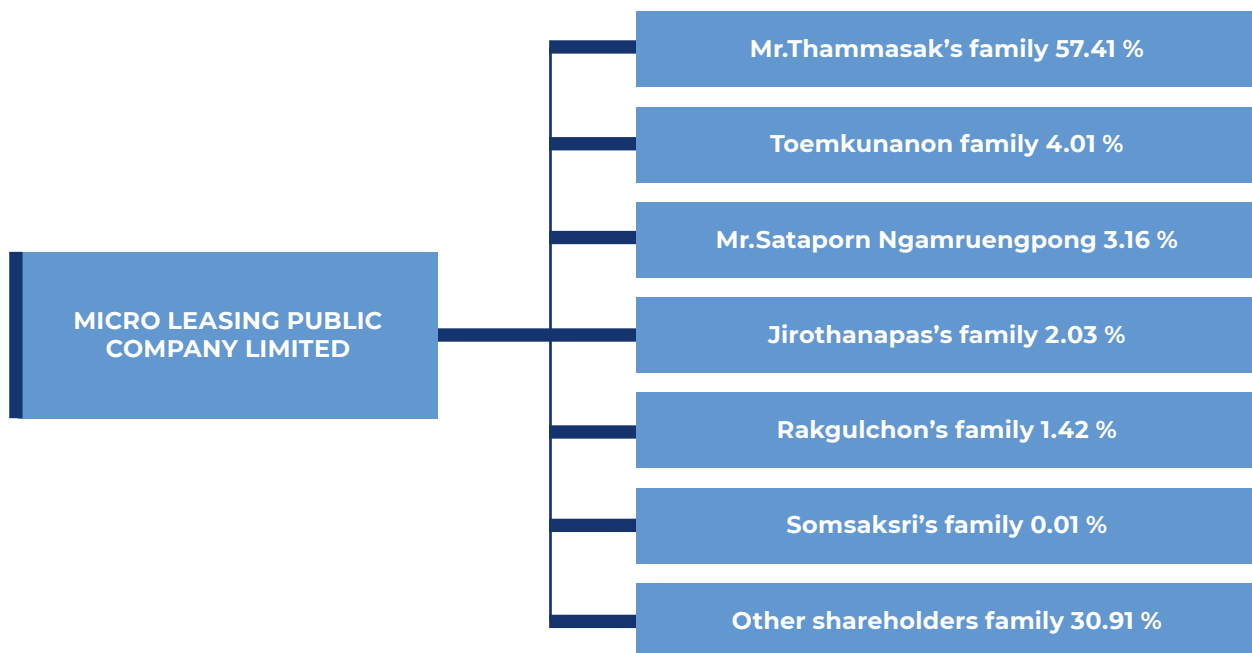 Mr.Thammasak’s family 57.41 %
Toemkunanon family 4.01 %
Mr.Sataporn Ngamruengpong 3.16 %
MICRO LEASING PUBLIC
COMPANY LIMITED
Jirothanapas’s family 2.03 %
Rakgulchon’s family 1.42 %
Somsaksri’s family 0.01 %
Other shareholders family 30.91 %